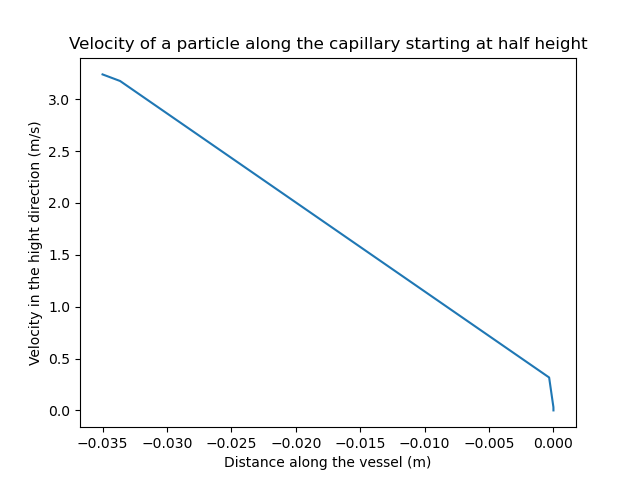 Velocity of a particle along the capillary starting at half height
Velocity in the hight direction (m/s)
3.0
2.5
2.0
1.5
1.0
0.5
0.0
−0.035 −0.030 −0.025 −0.020 −0.015 −0.010 −0.005 0.000
Distance along the vessel (m)